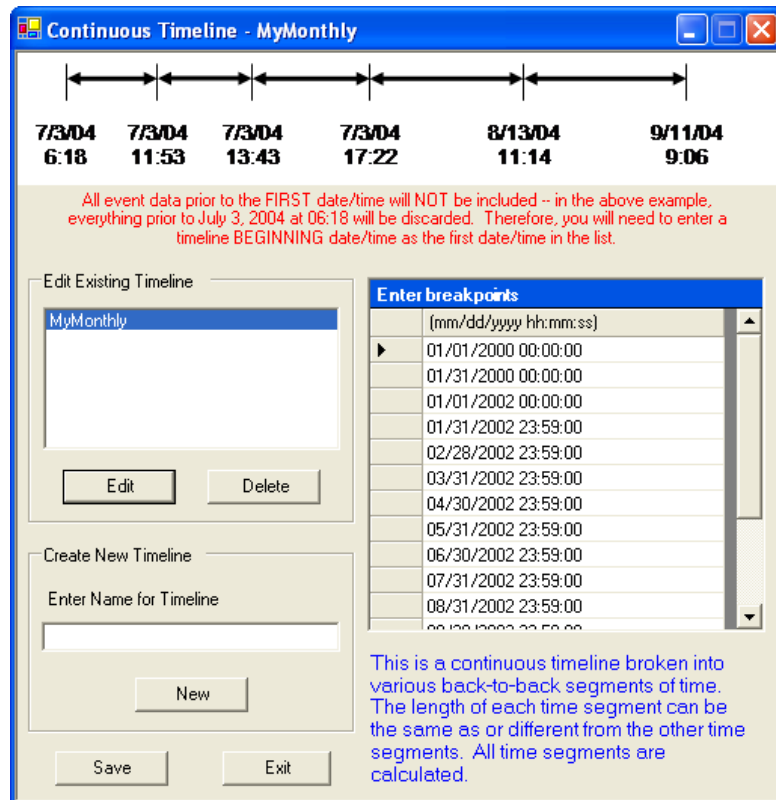 Continuous Timeline - MyMonthly
7/3/04 7/3/04 7/3/04 7/3/04 8/13/04 9/11/04
6:18 11:53 13:43 17:22 11:14 9:06
All event data prior to the FIRST date/time will NOT be included -- in the above example,
everything prior to July 3, 2004 at 06:18 will be discarded. Therefore, you will need to enter a
timeline BEGINNING date/time as the first date/time in the list.
Edit Existing Timeline
MyMonthly
Edit Delete
Create New Timeline
Enter Name for Timeline
New
Save Exit
Enter breakpoints
(mm/dd/yyyy hh:mm:ss)
01/01/2000 00:00:00
01/31/2000 00:00:00
01/01/2002 00:00:00
01/31/2002 23:59:00
02/28/2002 23:59:00
03/31/2002 23:59:00
04/30/2002 23:59:00
05/31/2002 23:59:00
06/30/2002 23:59:00
07/31/2002 23:59:00
08/31/2002 23:59:00
This is a continuous timeline broken into
various back-to-back segments of time.
The length of each time segment can be
the same as or different from the other time
segments. All time segments are
calculated.